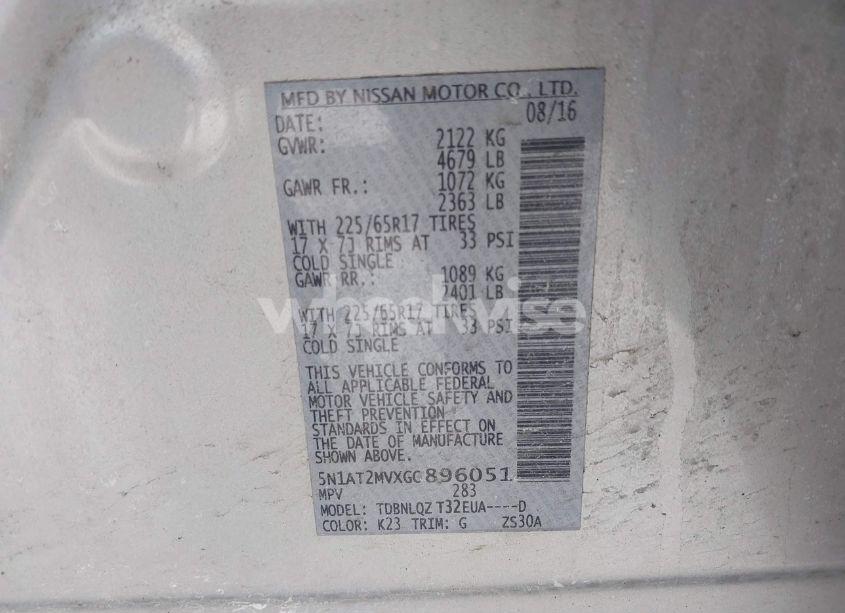 MFD BY NISSAN MOTOR CO., LTD.
DATE: 08/16
GVWR: 2122 KG
4679 LB
GAWR FR.: 1072 KG
2363 LB
WITH 225/65R17 TIRES
17 X 7J RIMS AT 33 PSI
COLD SINGLE
GAWR RR.: 1089 KG
2401 LB
wheelwise
WITH 225/65R17 TIRES
17 X 7J RIMS AT 33 PSI
COLD SINGLE
THIS VEHICLE CONFORMS TO
ALL APPLICABLE FEDERAL
MOTOR VEHICLE SAFETY AND
THEFT PREVENTION
STANDARDS IN EFFECT ON
THE DATE OF MANUFACTURE
SHOWN ABOVE.
5N1AT2MVXGC896051
MPV 283
MODEL: TDBNLQZ T32EUA----D
COLOR: K23 TRIM: G ZS30A